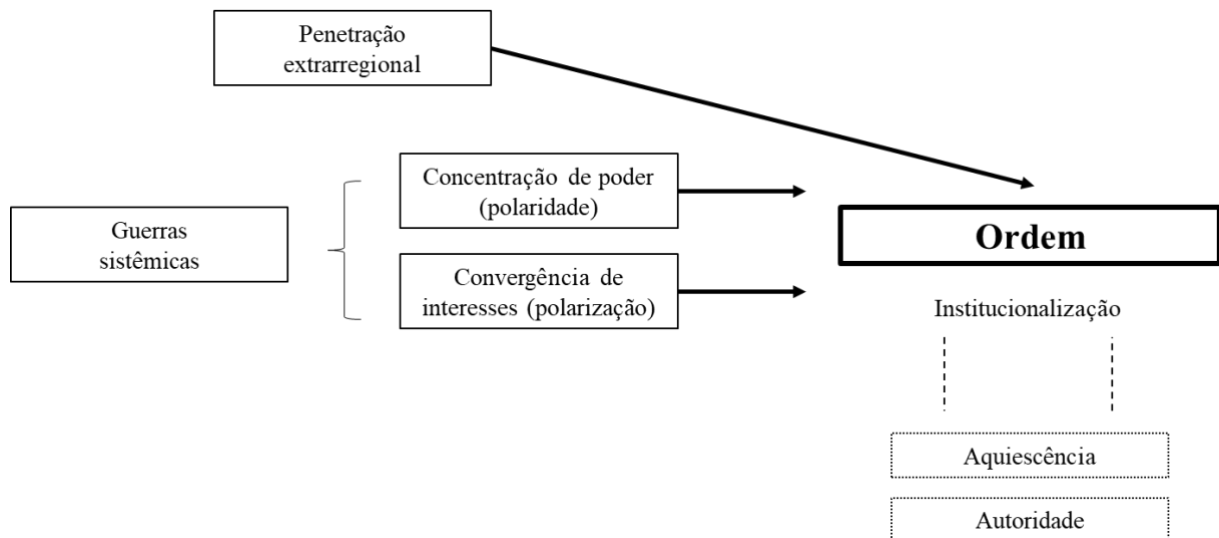 Penetração
extrarregional
Concentração de poder
(polaridade)
Guerras
sistêmicas
Ordem
Convergência de
interesses (polarização)
Institucionalização
Aquiescência
Autoridade